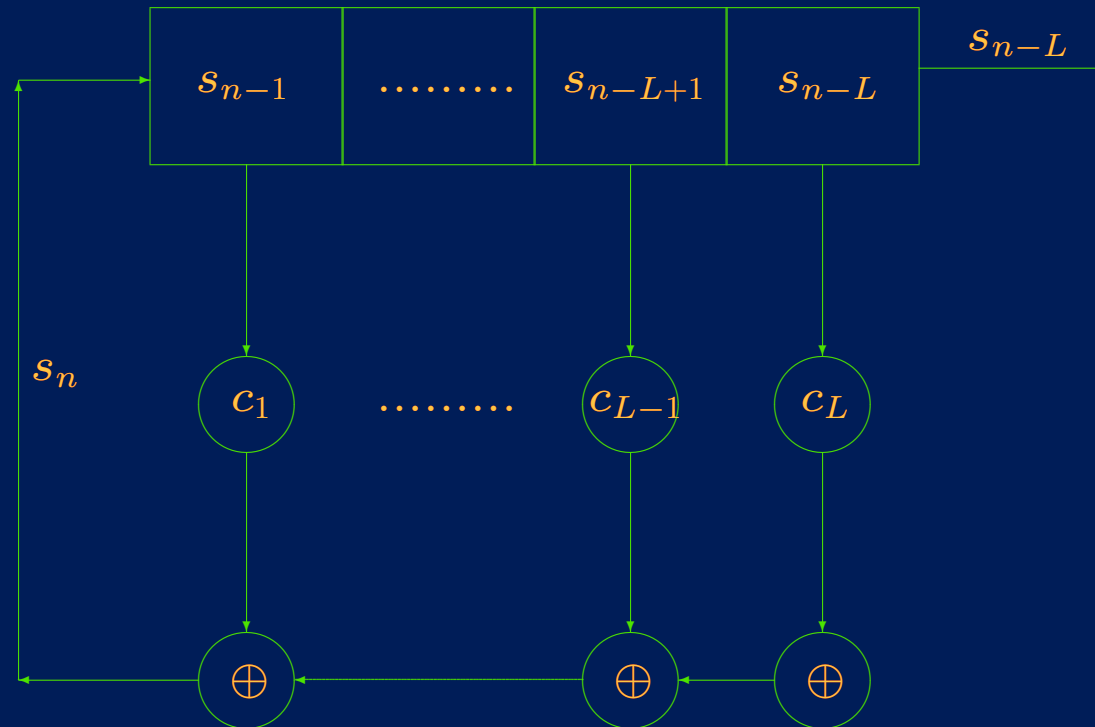 s_{n-L}
s_{n-1} ......... s_{n-L+1} s_{n-L}
s_n
c_1 ......... c_{L-1} c_L
⊕ ⊕ ⊕